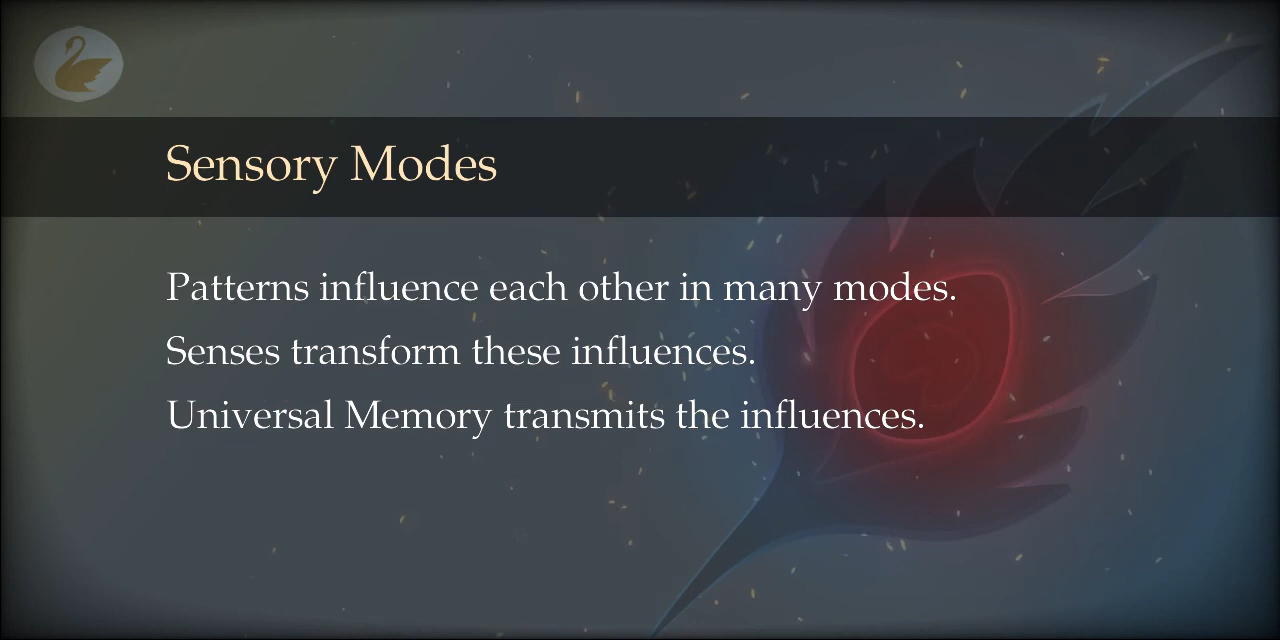 Sensory Modes
Patterns influence each other in many modes.
Senses transform these influences.
Universal Memory transmits the influences.